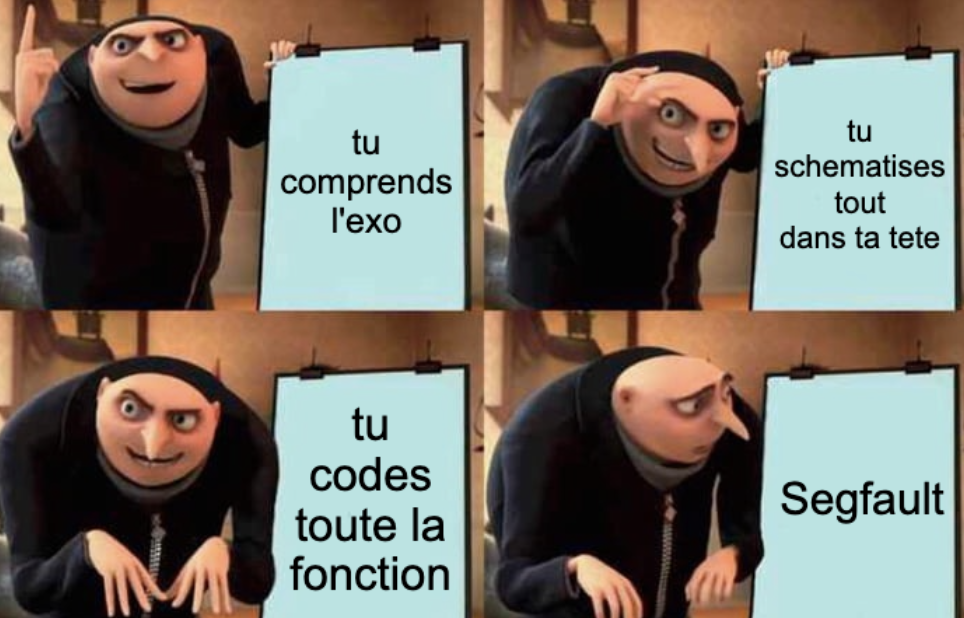 tu
comprends
l'exo
tu
schematises
tout
dans ta tete
tu
codes
toute la
fonction
Segfault